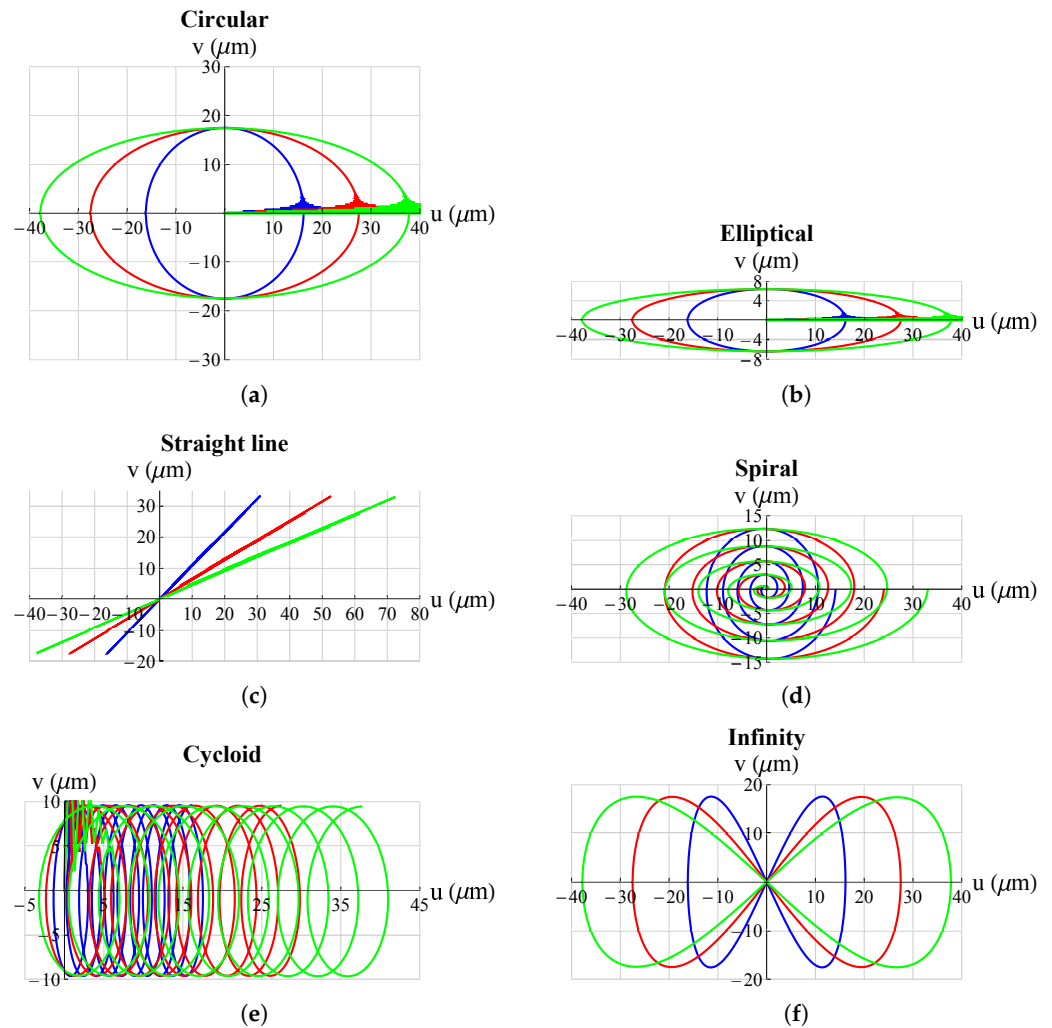 Circular
v (μm)
30
20
10
−40 −30 −20 −10 10 20 30 40 u (μm)
−10
−20
−30
(a)
Elliptical
v (μm)
8
4
−40 −30 −20 −10 10 20 30 40 u (μm)
−4
−8
(b)
Straight line
v (μm)
30
20
10
−40 −20 10 20 30 40 50 60 70 80 u (μm)
−10
−20
(c)
Spiral
v (μm)
15
10
5
−40 −30 −20 −10 10 20 30 40 u (μm)
−5
−10
−15
(d)
Cycloid
v (μm)
10
5
−5 5 15 25 35 45 u (μm)
−5
−10
(e)
Infinity
v (μm)
20
10
−40 −30 −20 −10 10 20 30 40 u (μm)
−10
−20
(f)